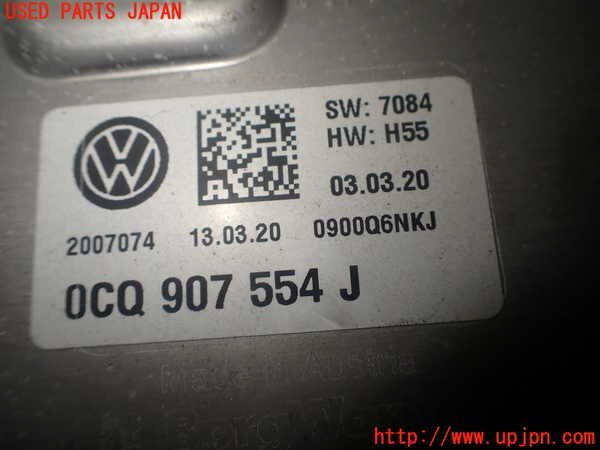 USED PARTS JAPAN
SW: 7084
HW: H55
03.03.20
2007074 13.03.20 0900Q6NKJ
0CQ 907 554 J
Made in Austria
http://www.upjpn.com/